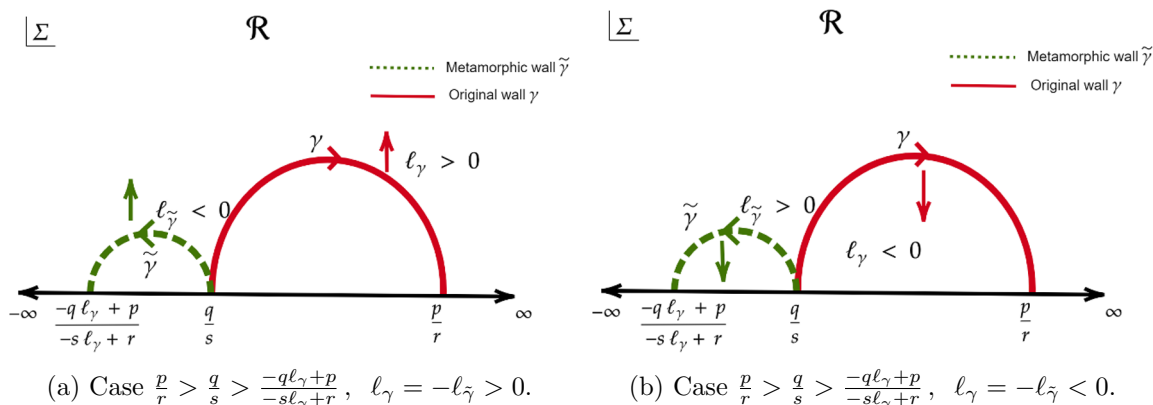 Σ
ℛ
Metamorphic wall γ̃
Original wall γ
γ
ℓ_γ > 0
ℓ_γ̃ < 0
γ̃
-∞
-q ℓ_γ + p / -s ℓ_γ + r
q/s
p/r
∞
(a) Case p/r > q/s > -qℓ_γ+p / -sℓ_γ+r , ℓ_γ = -ℓ_γ̃ > 0.
Σ
ℛ
Metamorphic wall γ̃
Original wall γ
γ
γ̃
ℓ_γ̃ > 0
ℓ_γ < 0
-∞
-q ℓ_γ + p / -s ℓ_γ + r
q/s
p/r
∞
(b) Case p/r > q/s > -qℓ_γ+p / -sℓ_γ+r , ℓ_γ = -ℓ_γ̃ < 0.